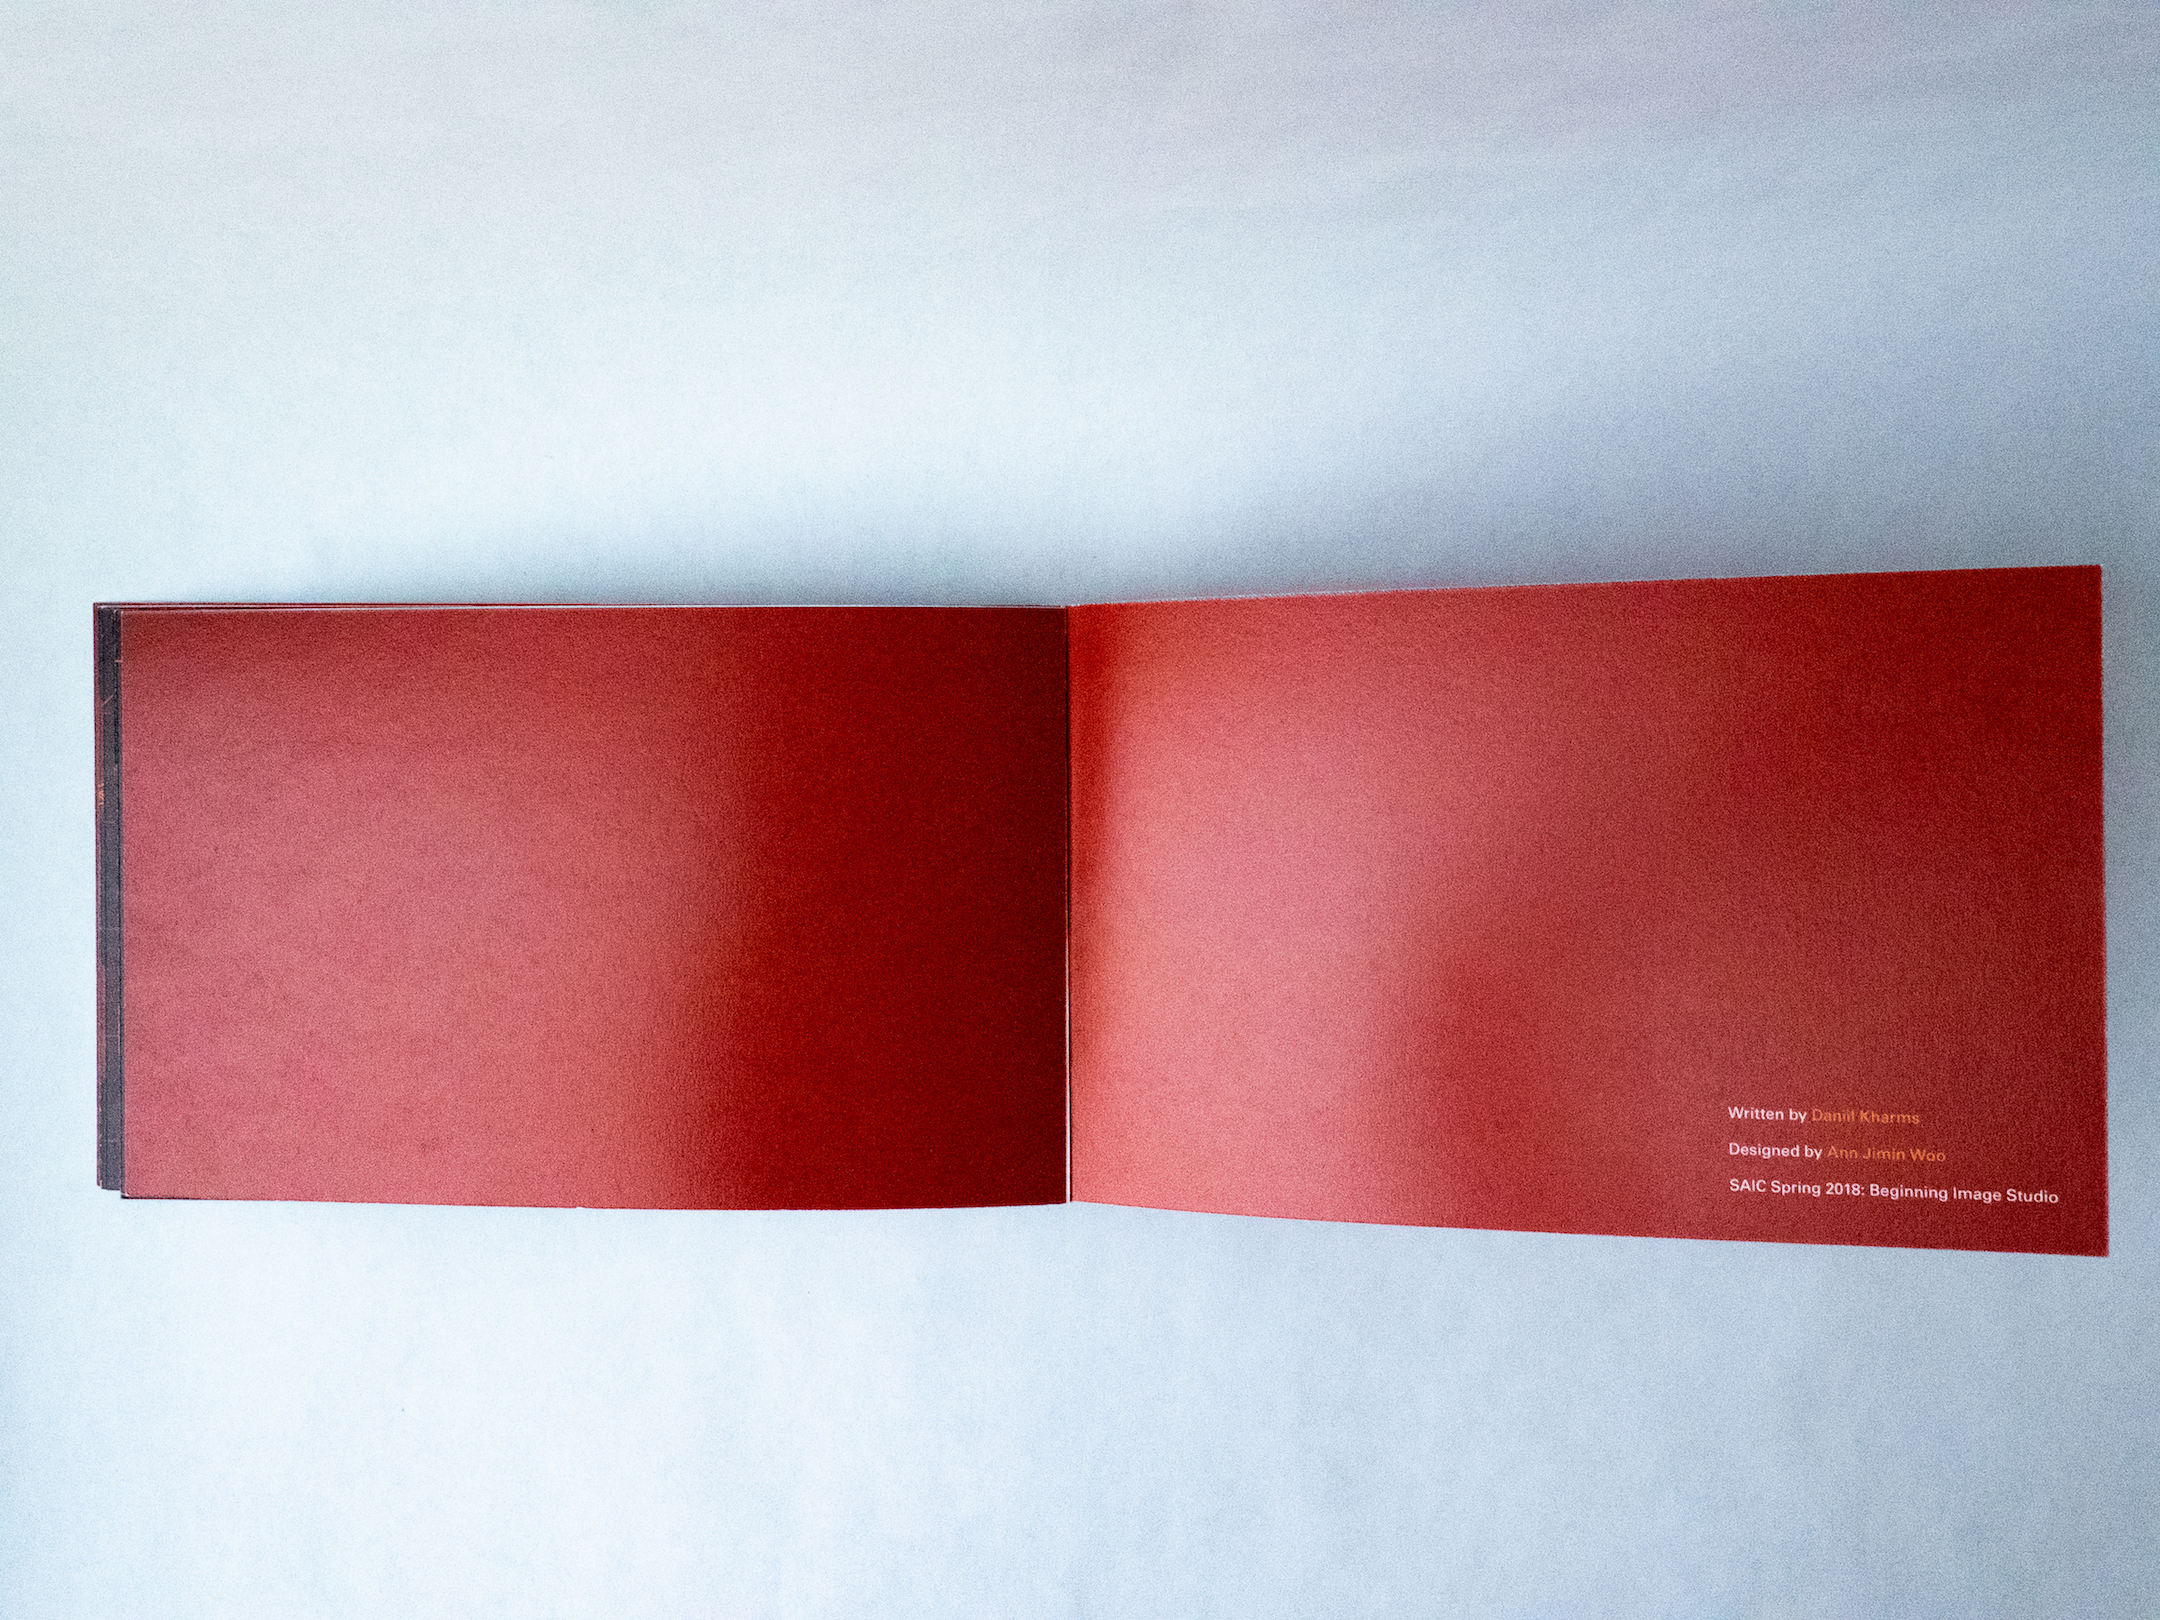 Written by Daniil Kharms
Designed by Ann Jimin Woo
SAIC Spring 2018: Beginning Image Studio